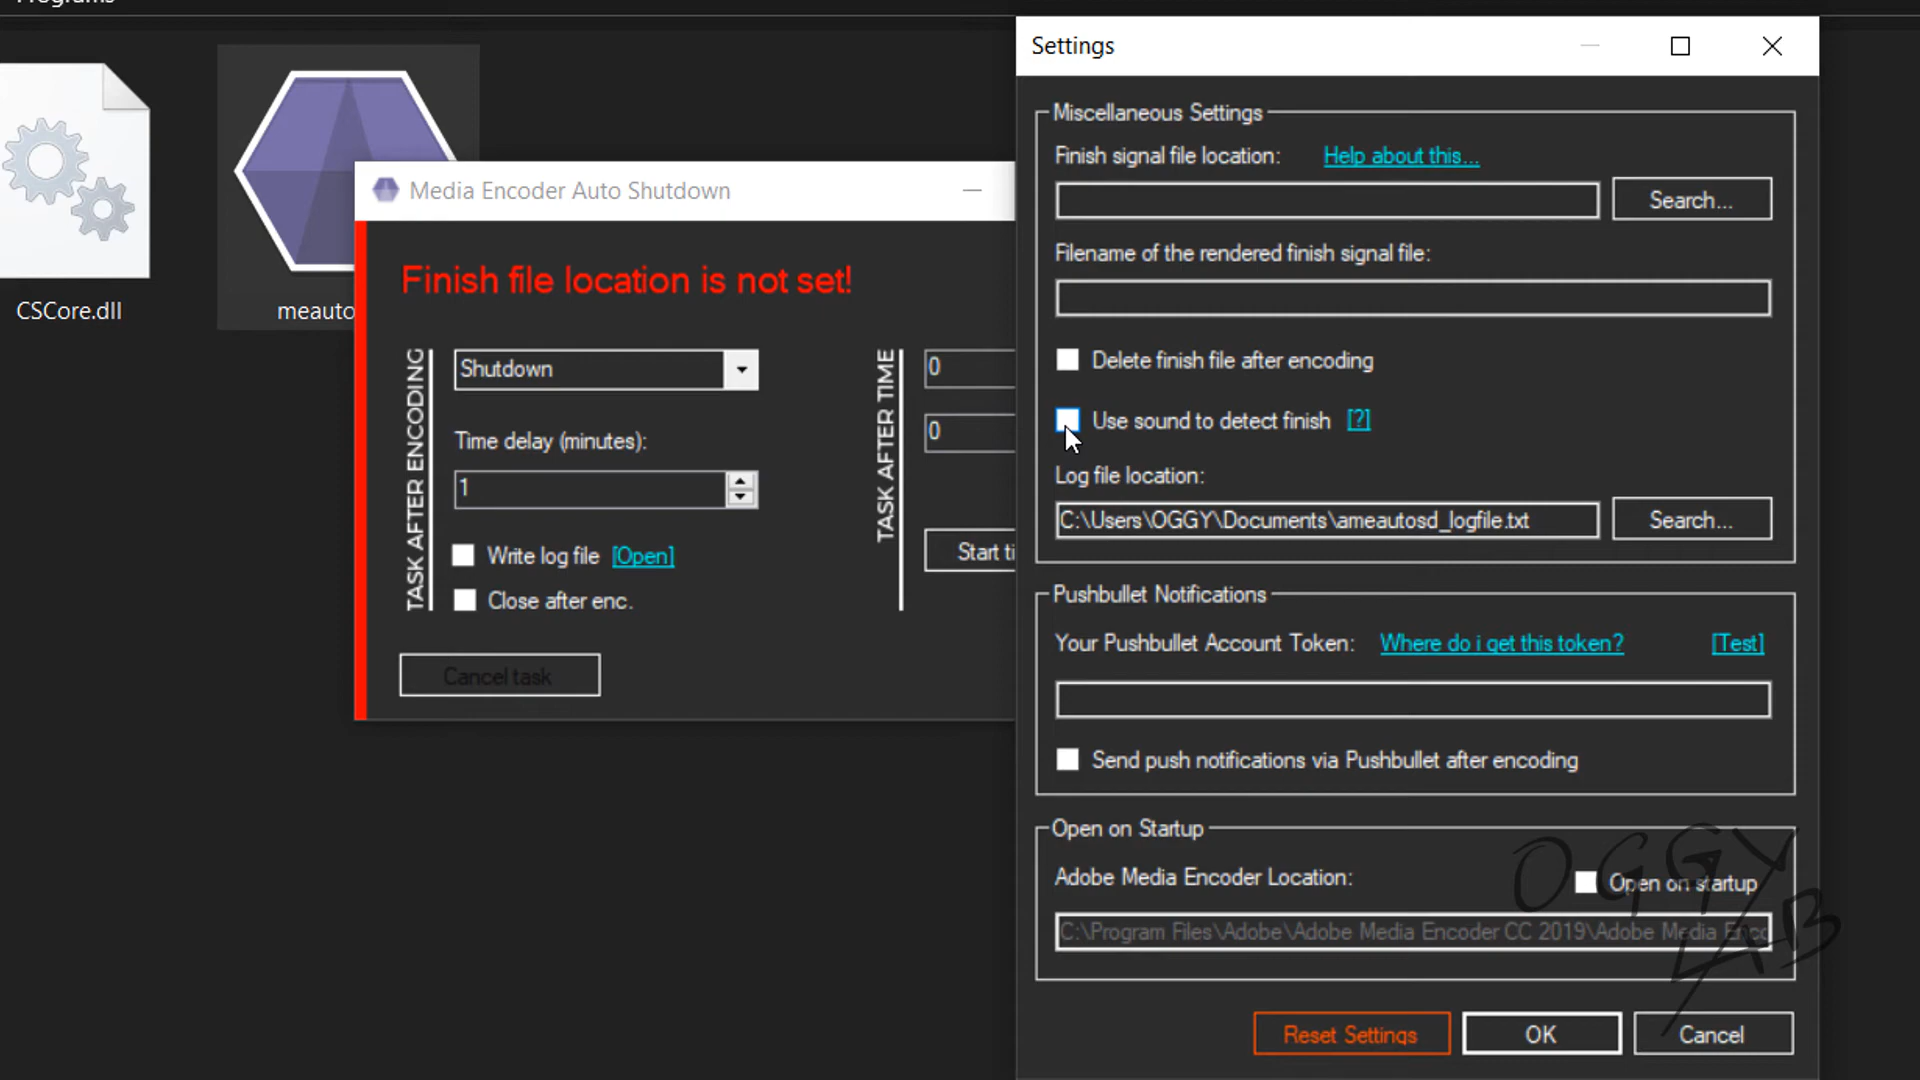 Programs
CSCore.dll
meauto
Media Encoder Auto Shutdown
Finish file location is not set!
TASK AFTER ENCODING
Shutdown
Time delay (minutes):
1
Write log file [Open]
Close after enc.
Cancel task
TASK AFTER TIME
0
0
Start ti
Settings
Miscellaneous Settings
Finish signal file location: Help about this...
Search...
Filename of the rendered finish signal file:
Delete finish file after encoding
Use sound to detect finish [?]
Log file location:
C:\Users\OGGY\Documents\ameautosd_logfile.txt Search...
Pushbullet Notifications
Your Pushbullet Account Token: Where do i get this token? [Test]
Send push notifications via Pushbullet after encoding
Open on Startup
Adobe Media Encoder Location: Open on startup
C:\Program Files\Adobe\Adobe Media Encoder CC 2019\Adobe Media Enco
Reset Settings OK Cancel
OGGY
LAB